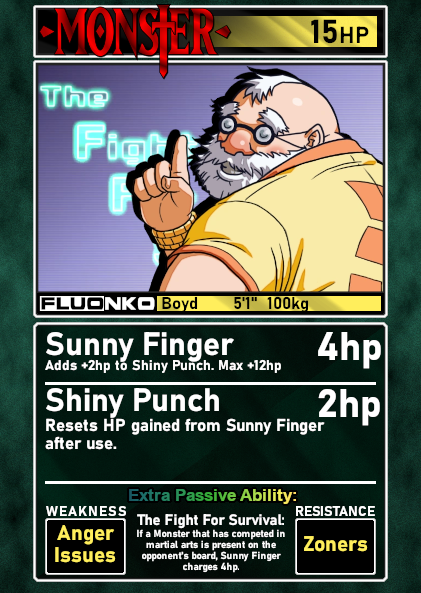 MONSTER
15HP
The
Figh
F
FLUONKO Boyd 5'1" 100kg
Sunny Finger 4hp
Adds +2hp to Shiny Punch. Max +12hp
Shiny Punch 2hp
Resets HP gained from Sunny Finger
after use.
Extra Passive Ability:
WEAKNESS
Anger
Issues
The Fight For Survival:
If a Monster that has competed in
martial arts is present on the
opponent's board, Sunny Finger
charges 4hp.
RESISTANCE
Zoners